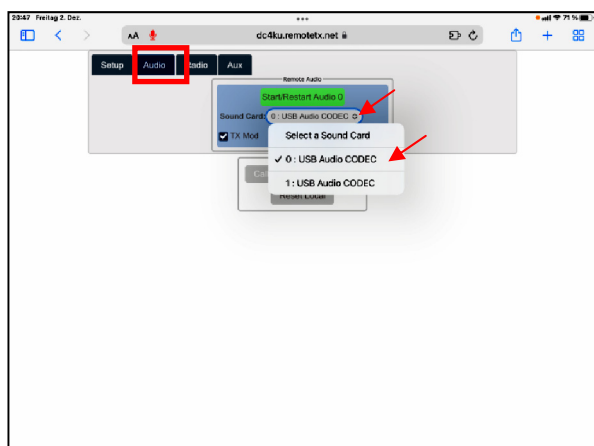 20:47 Freitag 2. Dez.
71 %
AA
dc4ku.remotetx.net
Setup Audio Radio Aux
Remote Audio
Start/Restart Audio 0
Sound Card: 0 : USB Audio CODEC
TX Mod
Select a Sound Card
✓ 0 : USB Audio CODEC
1 : USB Audio CODEC
Reset Local